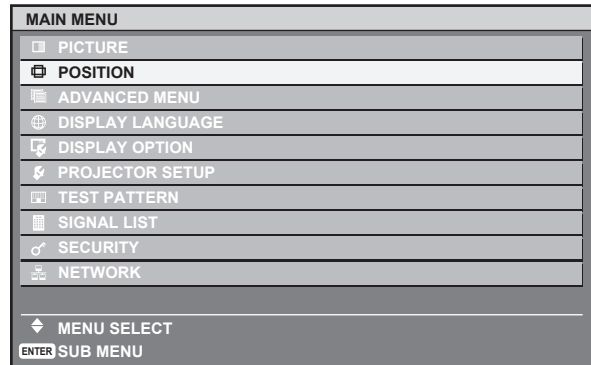 MAIN MENU
PICTURE
POSITION
ADVANCED MENU
DISPLAY LANGUAGE
DISPLAY OPTION
PROJECTOR SETUP
TEST PATTERN
SIGNAL LIST
SECURITY
NETWORK
MENU SELECT
ENTER SUB MENU